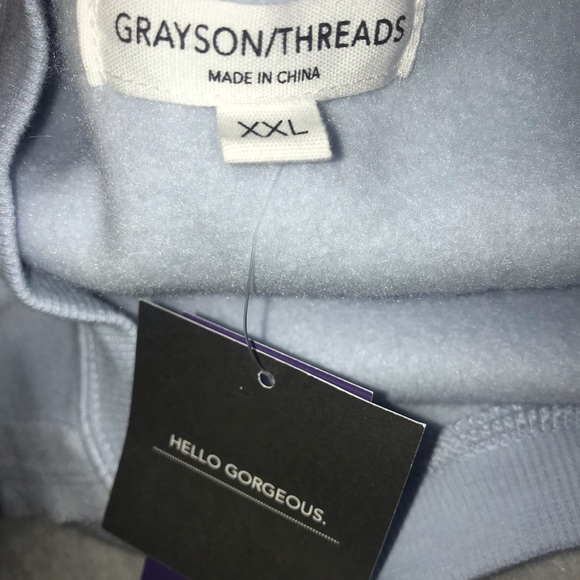 GRAYSON/THREADS
MADE IN CHINA
XXL
HELLO GORGEOUS.